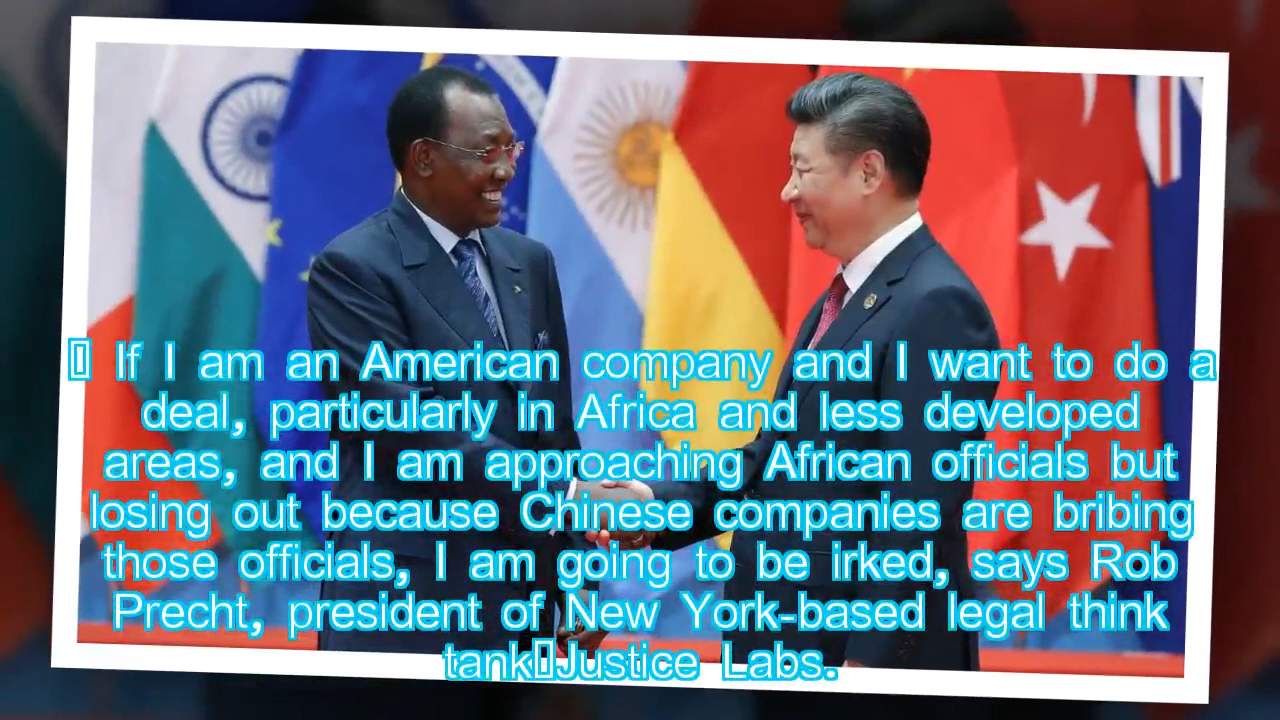 ▯ If I am an American company and I want to do a
deal, particularly in Africa and less developed
areas, and I am approaching African officials but
losing out because Chinese companies are bribing
those officials, I am going to be irked, says Rob
Precht, president of New York-based legal think
tank▯Justice Labs.